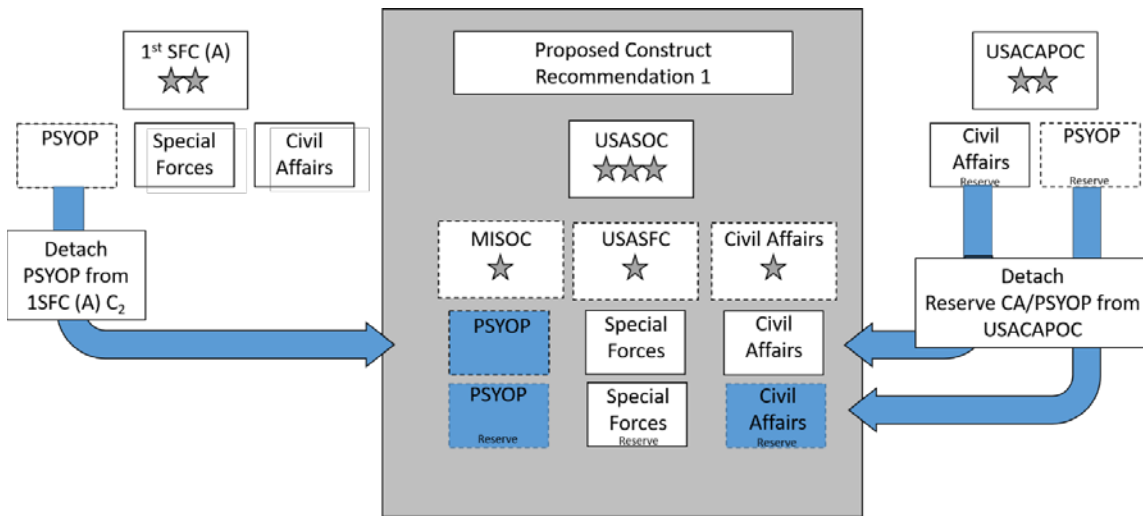 1st SFC (A)
PSYOP
Special
Forces
Civil
Affairs
Detach
PSYOP from
1SFC (A) C2
Proposed Construct
Recommendation 1
USASOC
MISOC
USASFC
Civil Affairs
PSYOP
Special
Forces
Civil
Affairs
PSYOP
Reserve
Special
Forces
Reserve
Civil
Affairs
Reserve
USACAPOC
Civil
Affairs
Reserve
PSYOP
Reserve
Detach
Reserve CA/PSYOP from
USACAPOC